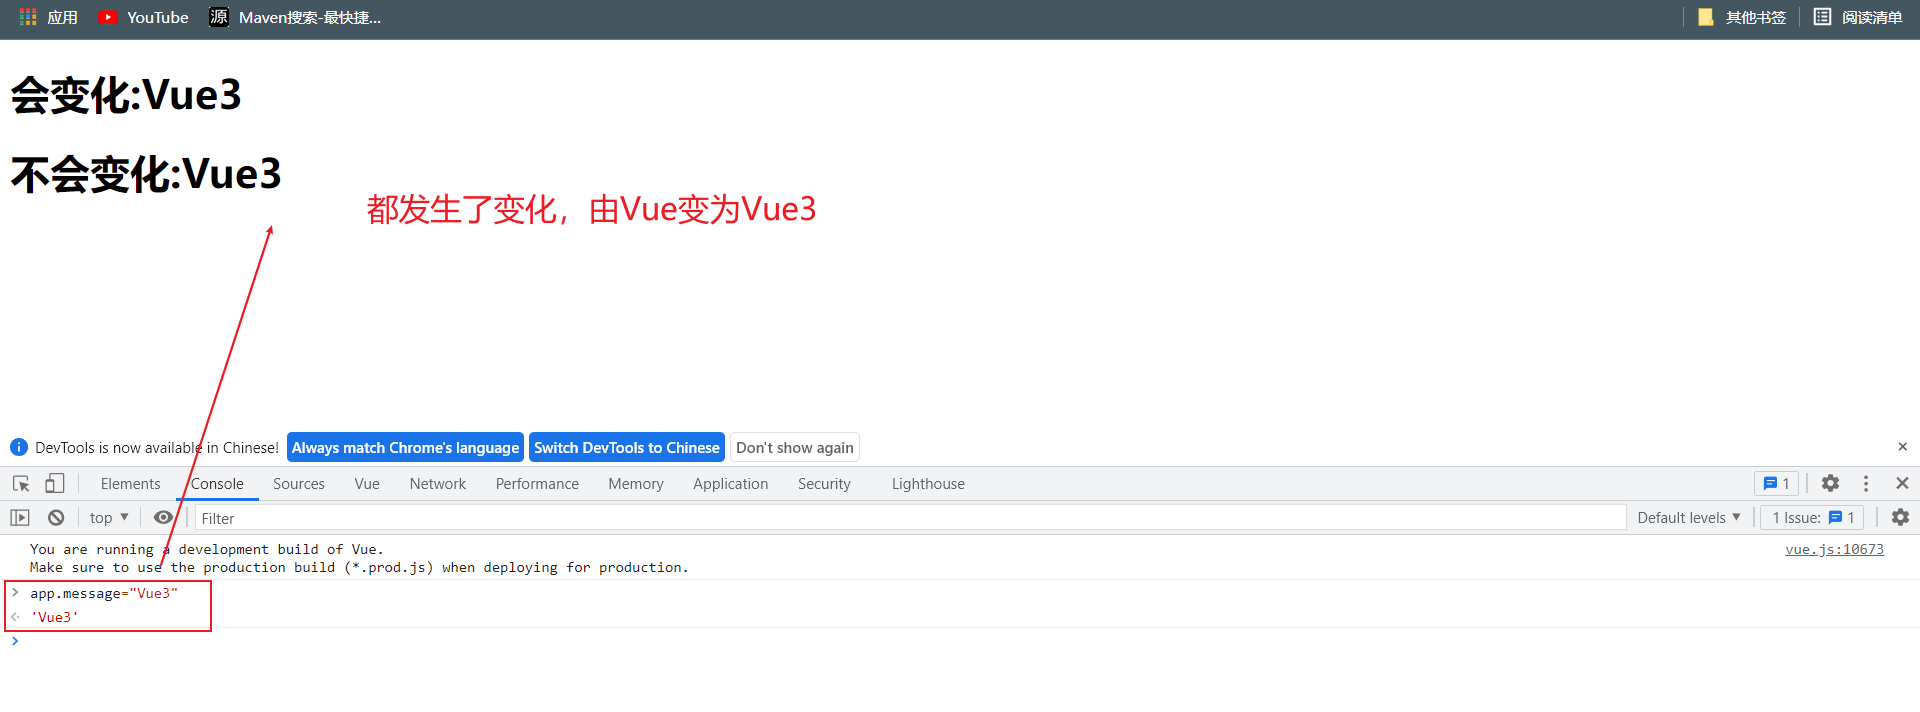 应用 YouTube 源 Maven搜索-最快捷... 其他书签 阅读清单
会变化:Vue3
不会变化:Vue3
都发生了变化，由Vue变为Vue3
DevTools is now available in Chinese! Always match Chrome's language Switch DevTools to Chinese Don't show again ×
Elements Console Sources Vue Network Performance Memory Application Security Lighthouse 1
top ▼ Filter Default levels ▼ 1 Issue: 1
You are running a development build of Vue. vue.js:10673
Make sure to use the production build (*.prod.js) when deploying for production.
> app.message="Vue3"
'Vue3'
>